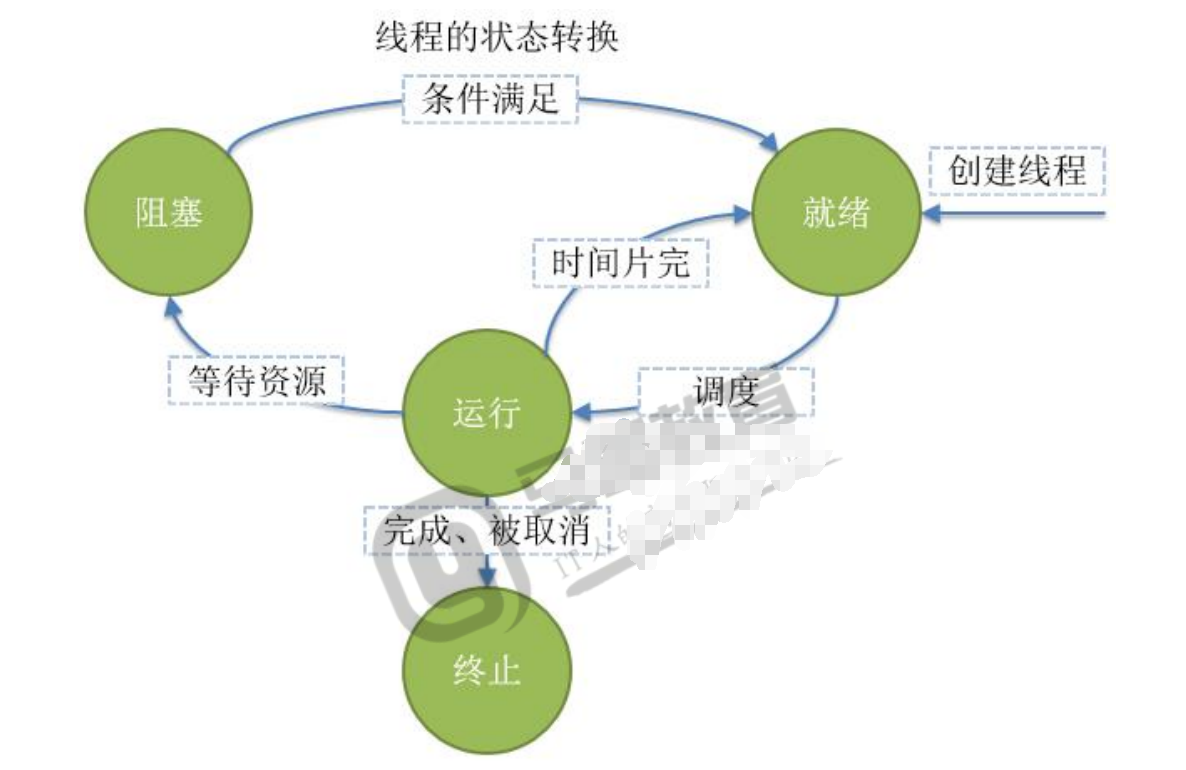 线程的状态转换
条件满足
创建线程
阻塞
就绪
时间片完
等待资源
调度
运行
完成、被取消
终止